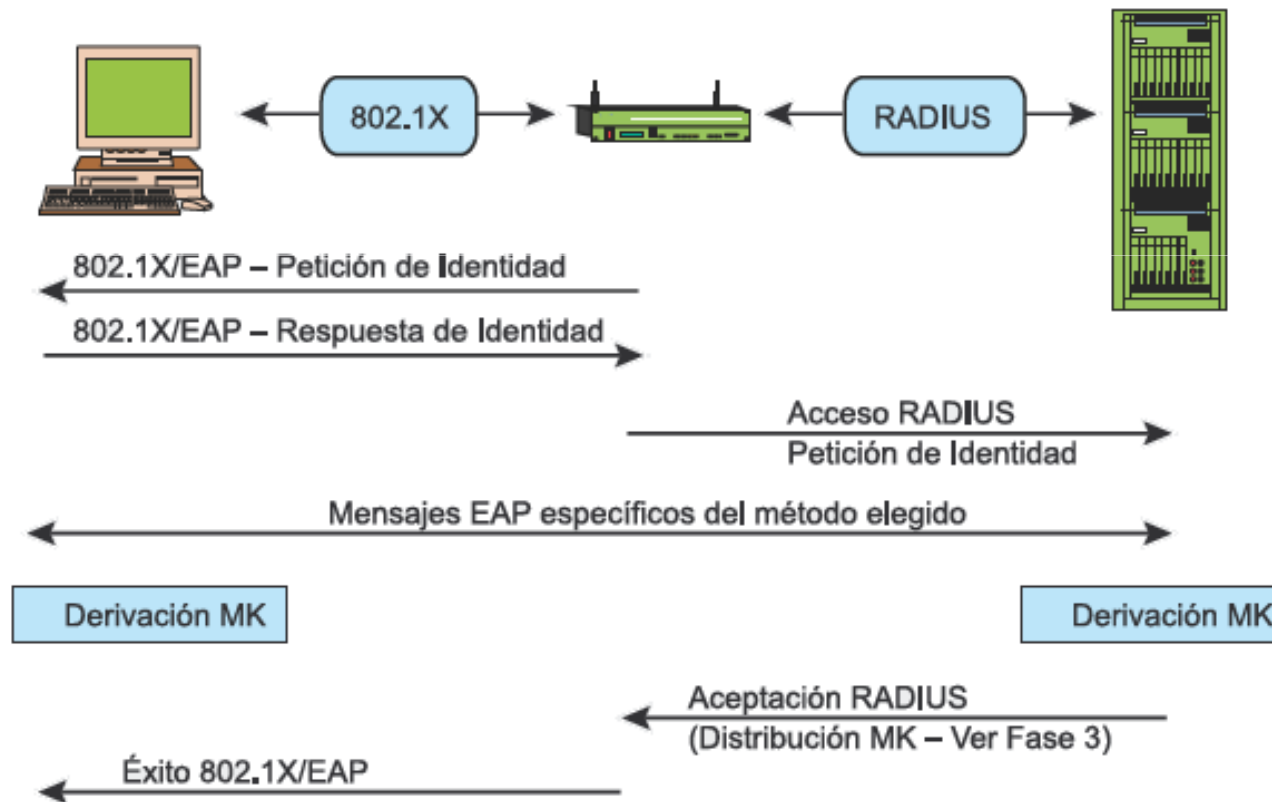 802.1X
RADIUS
802.1X/EAP – Petición de Identidad
802.1X/EAP – Respuesta de Identidad
Acceso RADIUS
Petición de Identidad
Mensajes EAP específicos del método elegido
Derivación MK
Derivación MK
Aceptación RADIUS
(Distribución MK – Ver Fase 3)
Éxito 802.1X/EAP